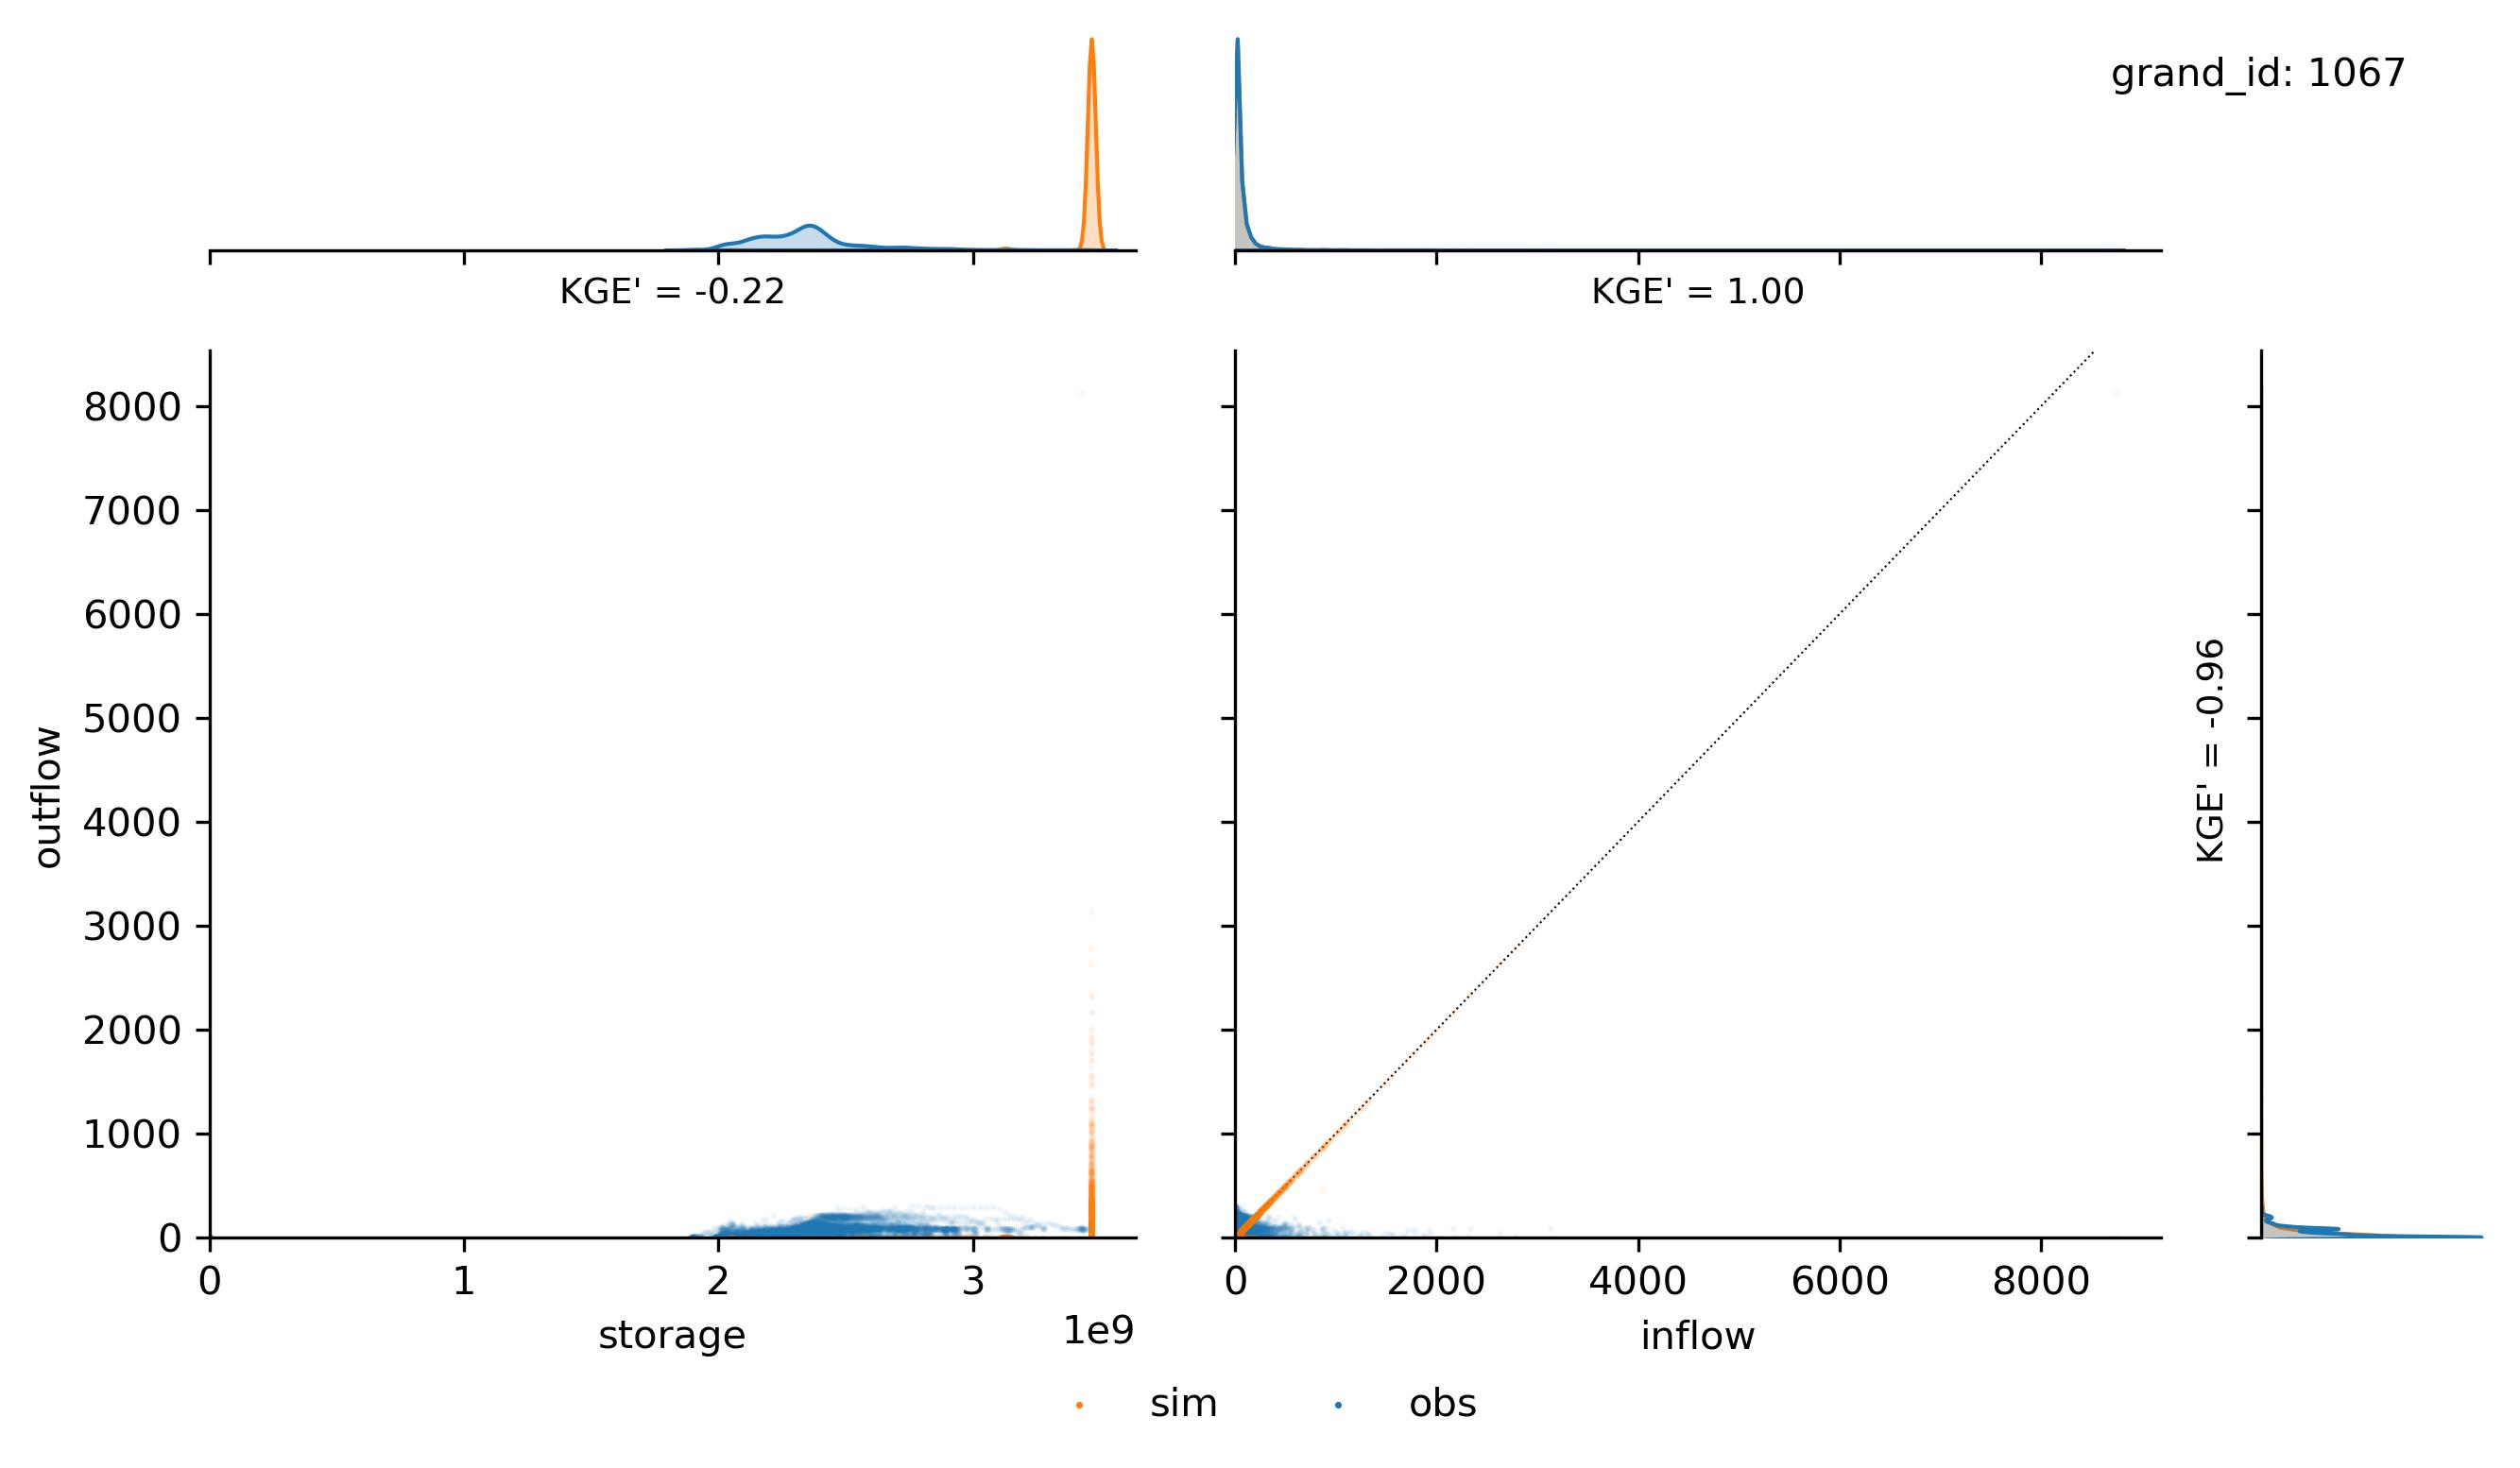 grand_id: 1067
KGE' = -0.22
KGE' = 1.00
8000
7000
6000
5000
4000
3000
2000
1000
0
outflow
KGE' = -0.96
0 1 2 3
1e9
storage
0 2000 4000 6000 8000
inflow
sim obs